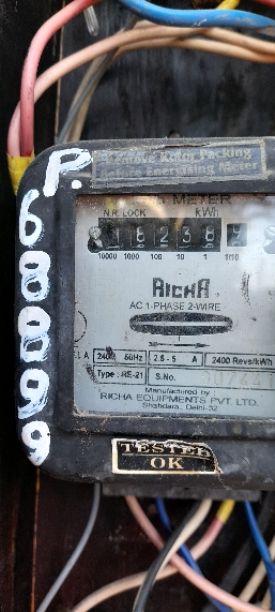 P.
68899
Remove Rotor Packing
Before Energising Meter
METER
N.R. LOCK kWh
1 6 2 3 8
10000 1000 100 10 1 1/10
RICHA
AC 1-PHASE 2-WIRE
240V 50Hz 2.5 - 5 A 2400 Revs/kWh
Type : RE-21 S.No.
Manufactured by
RICHA EQUIPMENTS PVT. LTD.
Shahdara, Delhi-32
TESTED
OK